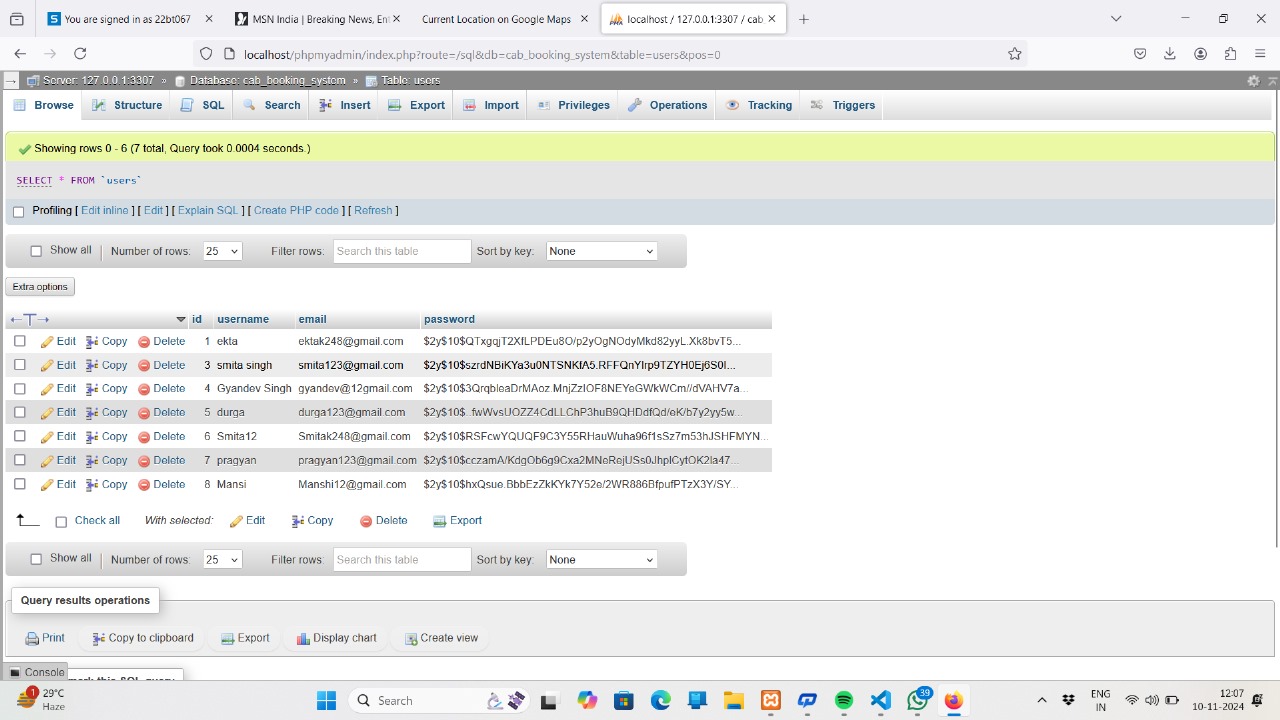 You are signed in as 22bt067
MSN India | Breaking News, Ent
Current Location on Google Maps
localhost / 127.0.0.1:3307 / cab
localhost/phpmyadmin/index.php?route=/sql&db=cab_booking_system&table=users&pos=0
Server: 127.0.0.1:3307 » Database: cab_booking_system » Table: users
Browse Structure SQL Search Insert Export Import Privileges Operations Tracking Triggers
Showing rows 0 - 6 (7 total, Query took 0.0004 seconds.)
SELECT * FROM `users`
Profiling [ Edit inline ] [ Edit ] [ Explain SQL ] [ Create PHP code ] [ Refresh ]
Show all Number of rows: 25 Filter rows: Search this table Sort by key: None
Extra options
id username email password
Edit Copy Delete 1 ekta ektak248@gmail.com $2y$10$QTxgqjT2XfLPDEu8O/p2yOgNOdyMkd82yyL.Xk8bvT5...
Edit Copy Delete 3 smita singh smita123@gmail.com $2y$10$szrdNBiKYa3u0NTSNKIA5.RFFQnYIrp9TZYH0Ej6S0I...
Edit Copy Delete 4 Gyandev Singh gyandev@12gmail.com $2y$10$3QrqbleaDrMAoz.MnjZzIOF8NEYeGWkWCm//dVAHV7a...
Edit Copy Delete 5 durga durga123@gmail.com $2y$10$..fwWvsUOZZ4CdLLChP3huB9QHDdfQd/eK/b7y2yy5w...
Edit Copy Delete 6 Smita12 Smitak248@gmail.com $2y$10$RSFcwYQUQF9C3Y55RHauWuha96f1sSz7m53hJSHFMYN...
Edit Copy Delete 7 pragyan pragyan123@gmail.com $2y$10$cczamA/KdgOb6g9Cxa2MNeRejUSs0JhplCytOK2la47...
Edit Copy Delete 8 Mansi Manshi12@gmail.com $2y$10$hxQsue.BbbEzZkKYk7Y52e/2WR886BfpufPTzX3Y/SY...
Check all With selected: Edit Copy Delete Export
Show all Number of rows: 25 Filter rows: Search this table Sort by key: None
Query results operations
Print Copy to clipboard Export Display chart Create view
Console
mark this SQL query
1
29°C
Haze
Search
39
ENG
IN
12:07
10-11-2024